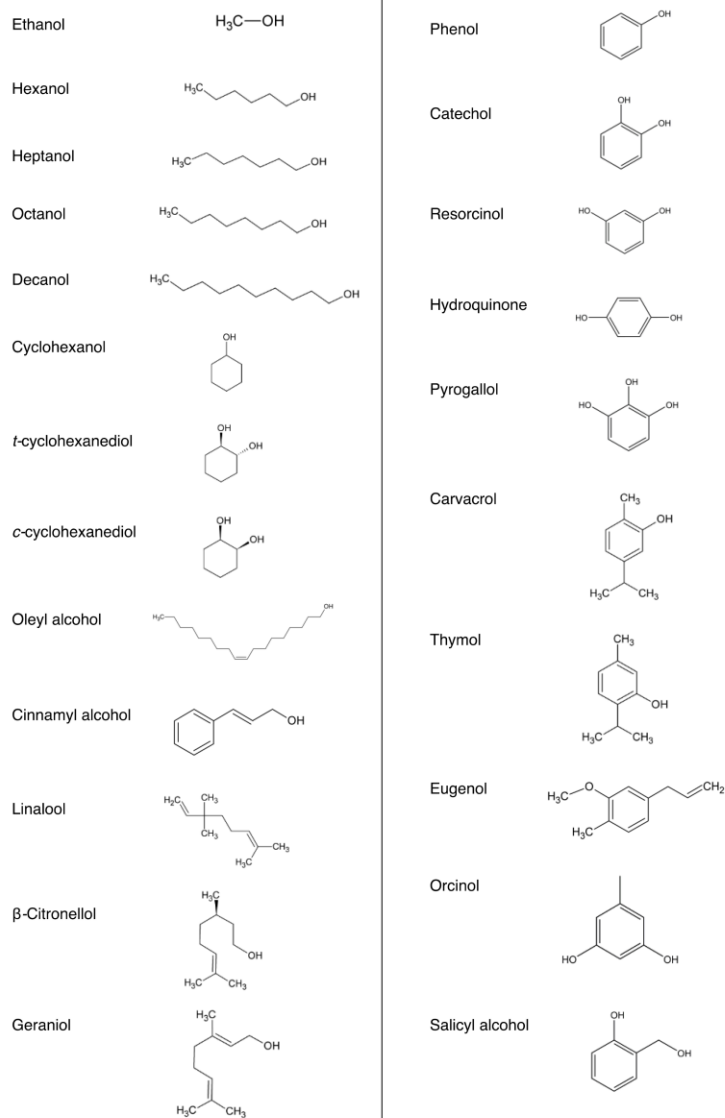 Ethanol
H₃C—OH
Hexanol
H₃C
OH
Heptanol
H₃C
OH
Octanol
H₃C
OH
Decanol
H₃C
OH
Cyclohexanol
OH
t-cyclohexanediol
OH
OH
c-cyclohexanediol
OH
OH
Oleyl alcohol
H₃C
OH
Cinnamyl alcohol
OH
Linalool
H₂C
CH₃
CH₃
H₃C
CH₃
β-Citronellol
H₃C
OH
H₃C
CH₃
Geraniol
H₃C
OH
H₃C
CH₃
Phenol
OH
Catechol
OH
OH
Resorcinol
HO
OH
Hydroquinone
HO
OH
Pyrogallol
OH
HO
OH
Carvacrol
CH₃
OH
H₃C
CH₃
Thymol
CH₃
OH
H₃C
CH₃
Eugenol
H₃C
O
CH₂
H₃C
Orcinol
HO
OH
Salicyl alcohol
OH
OH